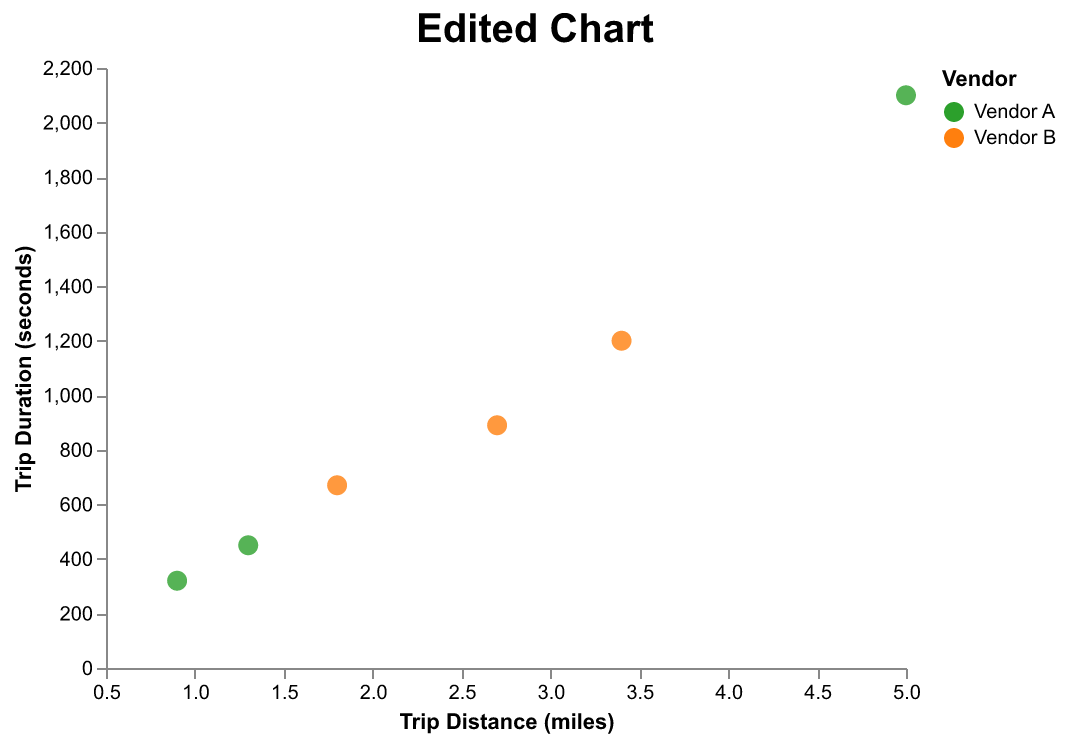 Edited Chart
2,200
2,000
1,800
1,600
1,400
1,200
1,000
800
600
400
200
0
Trip Duration (seconds)
0.5 1.0 1.5 2.0 2.5 3.0 3.5 4.0 4.5 5.0
Trip Distance (miles)
Vendor
Vendor A
Vendor B